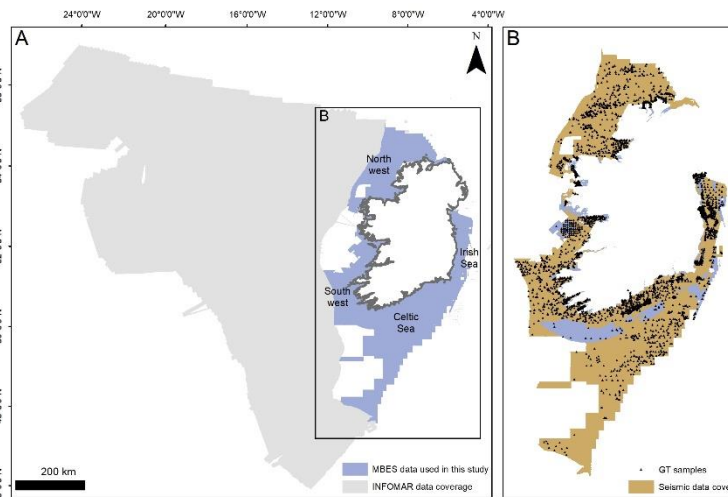 24°0'0"W 20°0'0"W 16°0'0"W 12°0'0"W 8°0'0"W 4°0'0"W
A
N
B
B
North
west
Irish
Sea
South
west
Celtic
Sea
200 km
MBES data used in this study
INFOMAR data coverage
GT samples
Seismic data cove